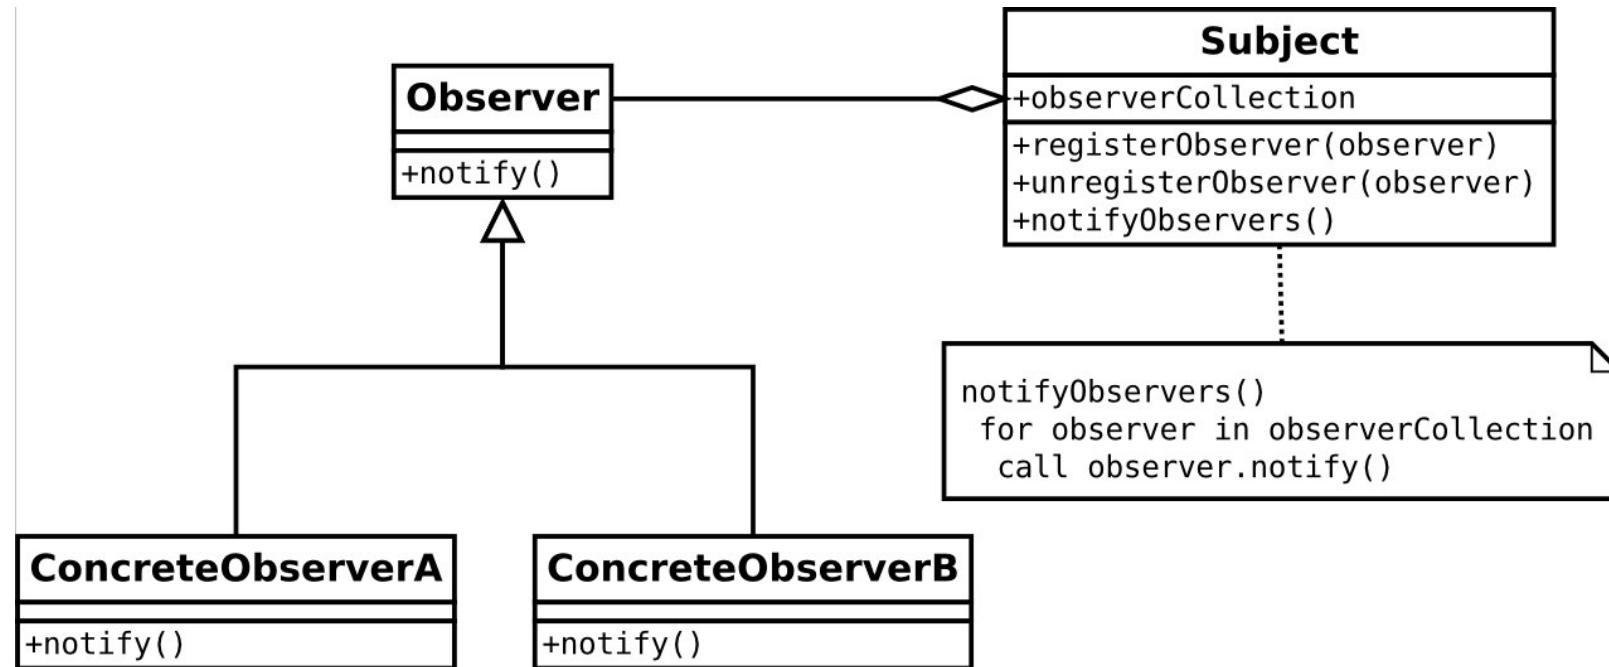 Observer
+notify()
Subject
+observerCollection
+registerObserver(observer)
+unregisterObserver(observer)
+notifyObservers()
notifyObservers()
for observer in observerCollection
call observer.notify()
ConcreteObserverA
+notify()
ConcreteObserverB
+notify()